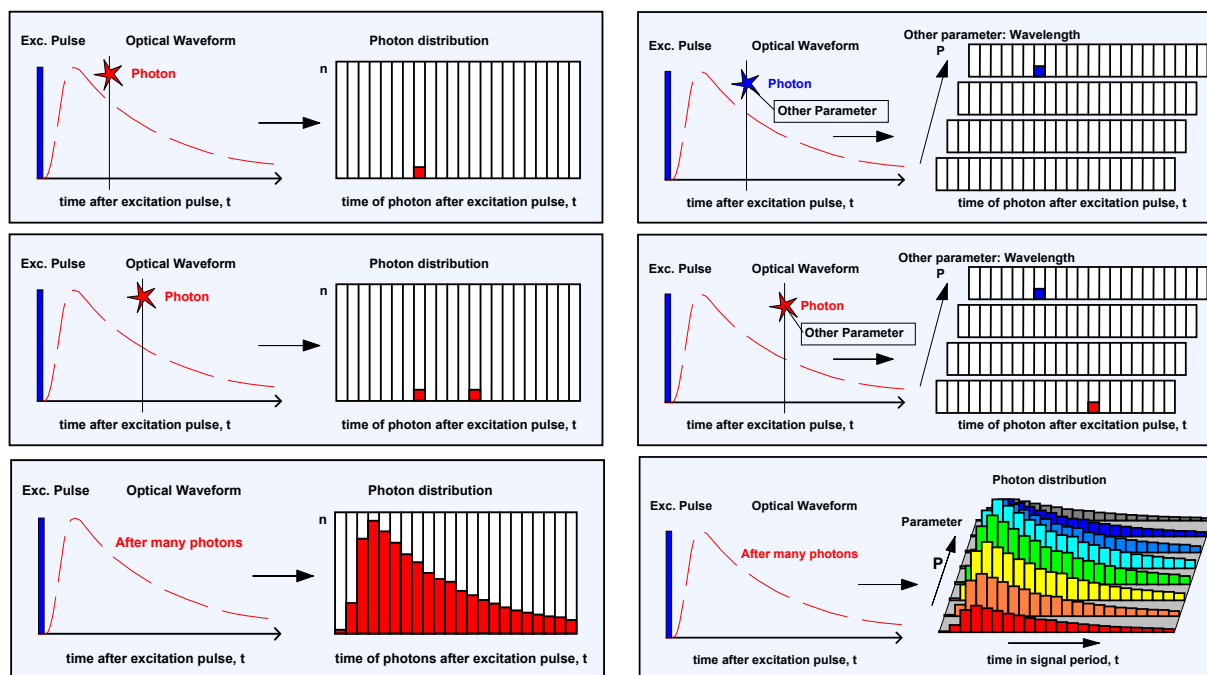 Exc. Pulse Optical Waveform Photon distribution
n
Photon
time after excitation pulse, t time of photon after excitation pulse, t
Other parameter: Wavelength
Exc. Pulse Optical Waveform P
Photon
Other Parameter
time after excitation pulse, t time of photon after excitation pulse, t
Exc. Pulse Optical Waveform Photon distribution
n
Photon
time after excitation pulse, t time of photon after excitation pulse, t
Other parameter: Wavelength
Exc. Pulse Optical Waveform P
Photon
Other Parameter
time after excitation pulse, t time of photon after excitation pulse, t
Exc. Pulse Optical Waveform Photon distribution
n
After many photons
time after excitation pulse, t time of photons after excitation pulse, t
Photon distribution
Exc. Pulse Optical Waveform
Parameter
After many photons
P
time after excitation pulse, t time in signal period, t